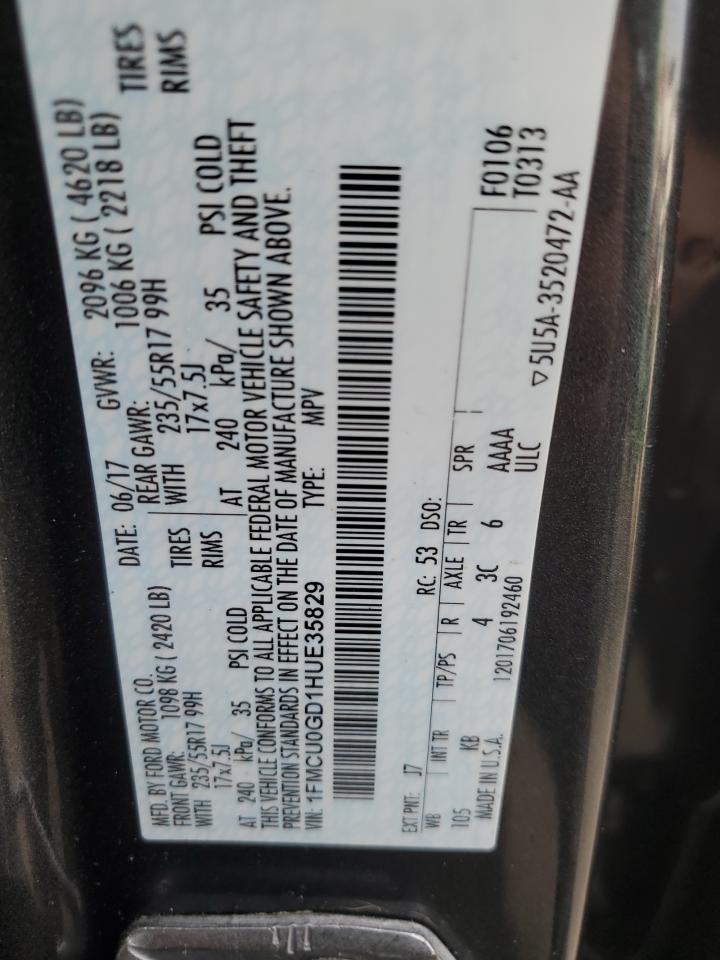 MFD. BY FORD MOTOR CO. DATE: 06/17 GVWR: 2096 KG ( 4620 LB)
FRONT GAWR: 1098 KG ( 2420 LB) REAR GAWR: 1006 KG ( 2218 LB)
WITH 235/55R17 99H TIRES WITH 235/55R17 99H TIRES
17x7.5J RIMS 17x7.5J RIMS
AT 240 kPa/ 35 PSI COLD AT 240 kPa/ 35 PSI COLD
THIS VEHICLE CONFORMS TO ALL APPLICABLE FEDERAL MOTOR VEHICLE SAFETY AND THEFT
PREVENTION STANDARDS IN EFFECT ON THE DATE OF MANUFACTURE SHOWN ABOVE.
VIN: 1FMCU0GD1HUE35829 TYPE: MPV
EXT PNT: J7 RC: 53 DSO:
WB INT TR TP/PS R AXLE TR SPR F0106
105 KB 4 3C 6 AAAA T0313
ULC
MADE IN U.S.A. 1201706192460 ▽5U5A-3520472-AA